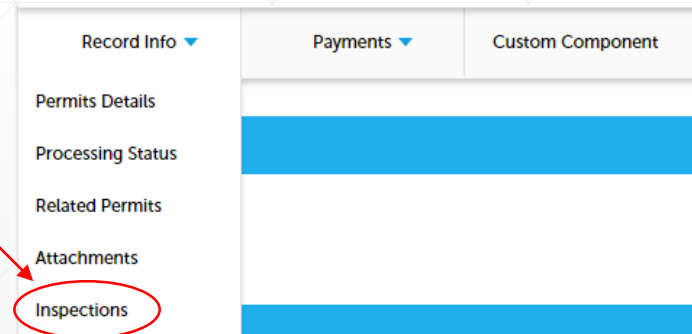 Record Info Payments Custom Component
Permits Details
Processing Status
Related Permits
Attachments
Inspections